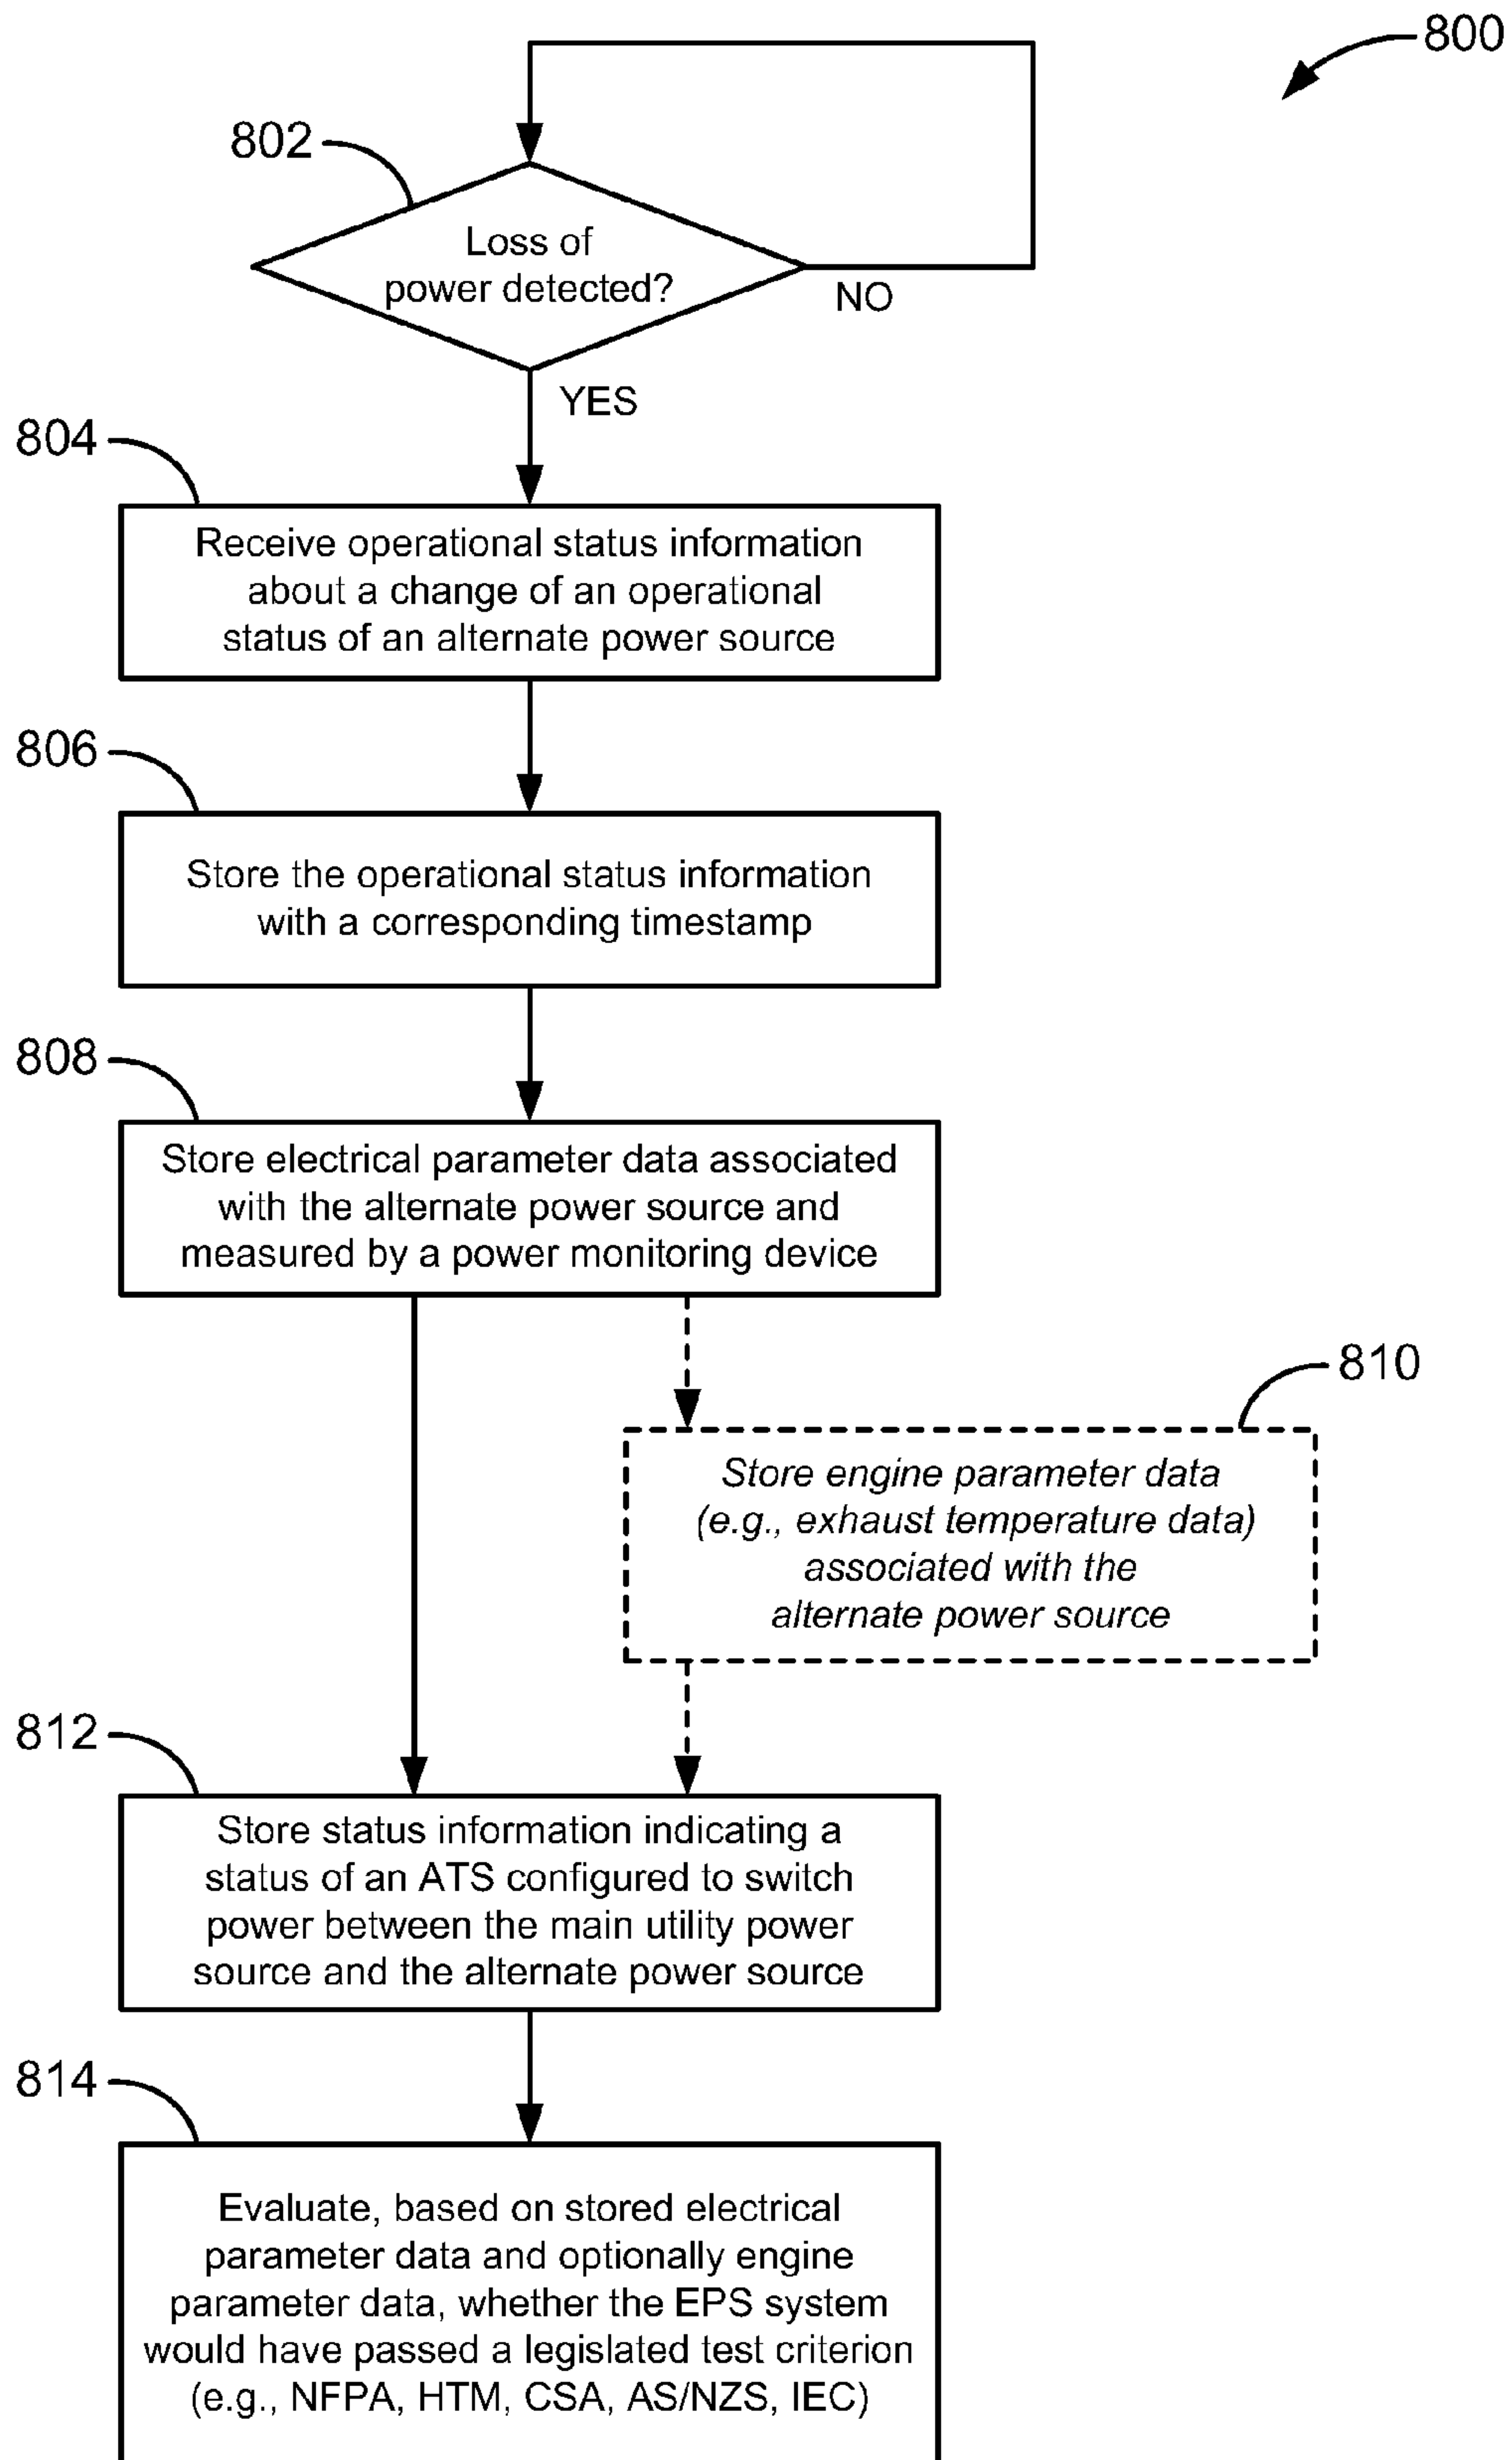 800
802
Loss of
power detected?
NO
YES
804
Receive operational status information
about a change of an operational
status of an alternate power source
806
Store the operational status information
with a corresponding timestamp
808
Store electrical parameter data associated
with the alternate power source and
measured by a power monitoring device
810
Store engine parameter data
(e.g., exhaust temperature data)
associated with the
alternate power source
812
Store status information indicating a
status of an ATS configured to switch
power between the main utility power
source and the alternate power source
814
Evaluate, based on stored electrical
parameter data and optionally engine
parameter data, whether the EPS system
would have passed a legislated test criterion
(e.g., NFPA, HTM, CSA, AS/NZS, IEC)